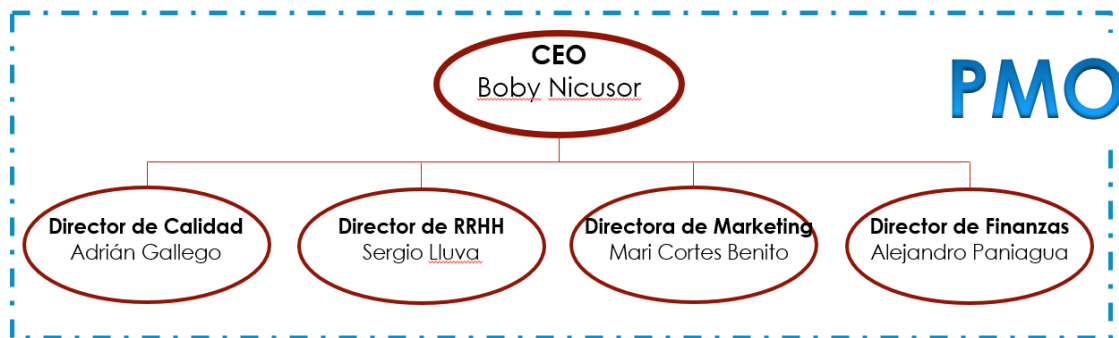 CEO
Boby Nicusor
PMO
Director de Calidad
Adrián Gallego
Director de RRHH
Sergio Lluva
Directora de Marketing
Mari Cortes Benito
Director de Finanzas
Alejandro Paniagua